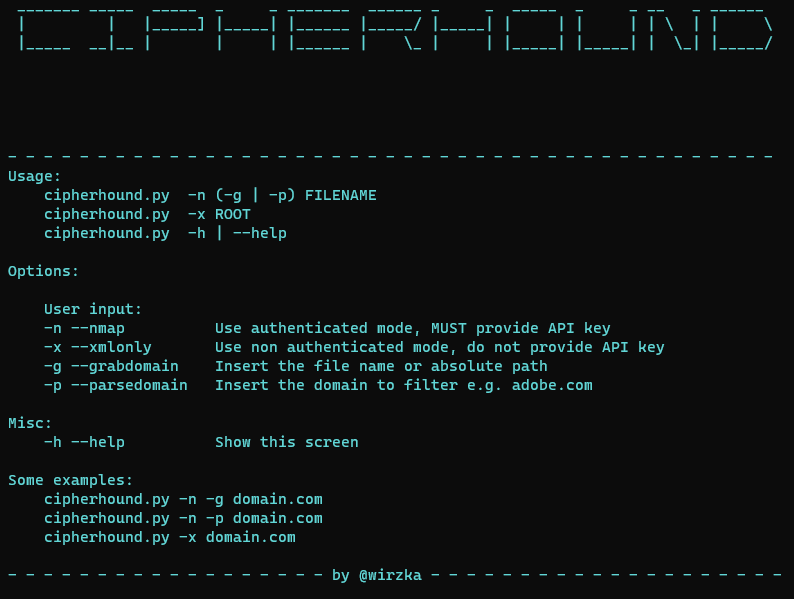 CIPHERHOUND
- - - - - - - - - - - - - - - - - - - - - - - - - - - - - - - - - - - - - - - - - - -
Usage:
    cipherhound.py  -n (-g | -p) FILENAME
    cipherhound.py  -x ROOT
    cipherhound.py  -h | --help
Options:
    User input:
    -n --nmap          Use authenticated mode, MUST provide API key
    -x --xmlonly       Use non authenticated mode, do not provide API key
    -g --grabdomain    Insert the file name or absolute path
    -p --parsedomain   Insert the domain to filter e.g. adobe.com
Misc:
    -h --help          Show this screen
Some examples:
    cipherhound.py -n -g domain.com
    cipherhound.py -n -p domain.com
    cipherhound.py -x domain.com
- - - - - - - - - - - - - - - - - - by @wirzka - - - - - - - - - - - - - - - - - - - -